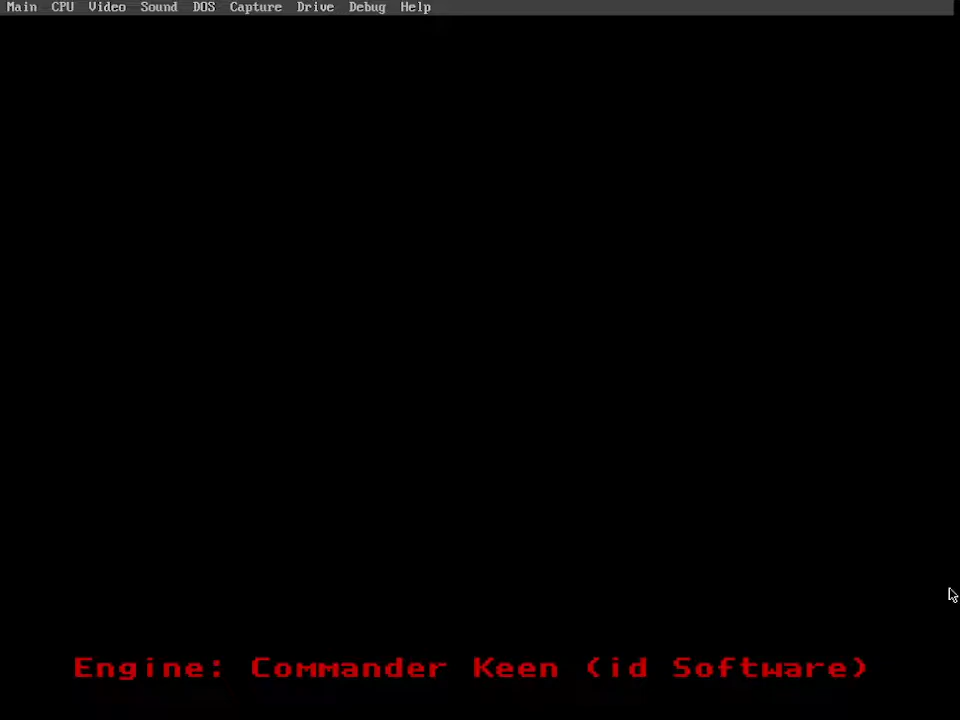 Main CPU Video Sound DOS Capture Drive Debug Help
Engine: Commander Keen (id Software)